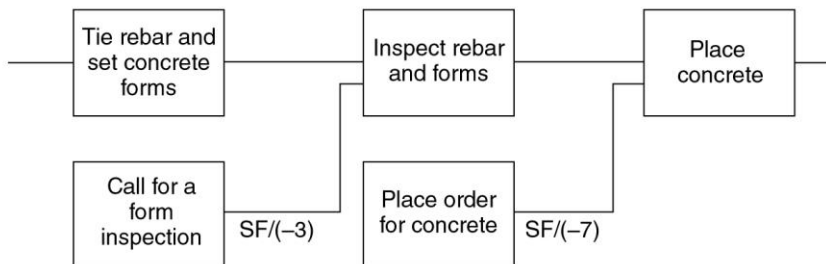 Tie rebar and
set concrete
forms
Inspect rebar
and forms
Place
concrete
Call for a
form
inspection
SF/(–3)
Place order
for concrete
SF/(–7)